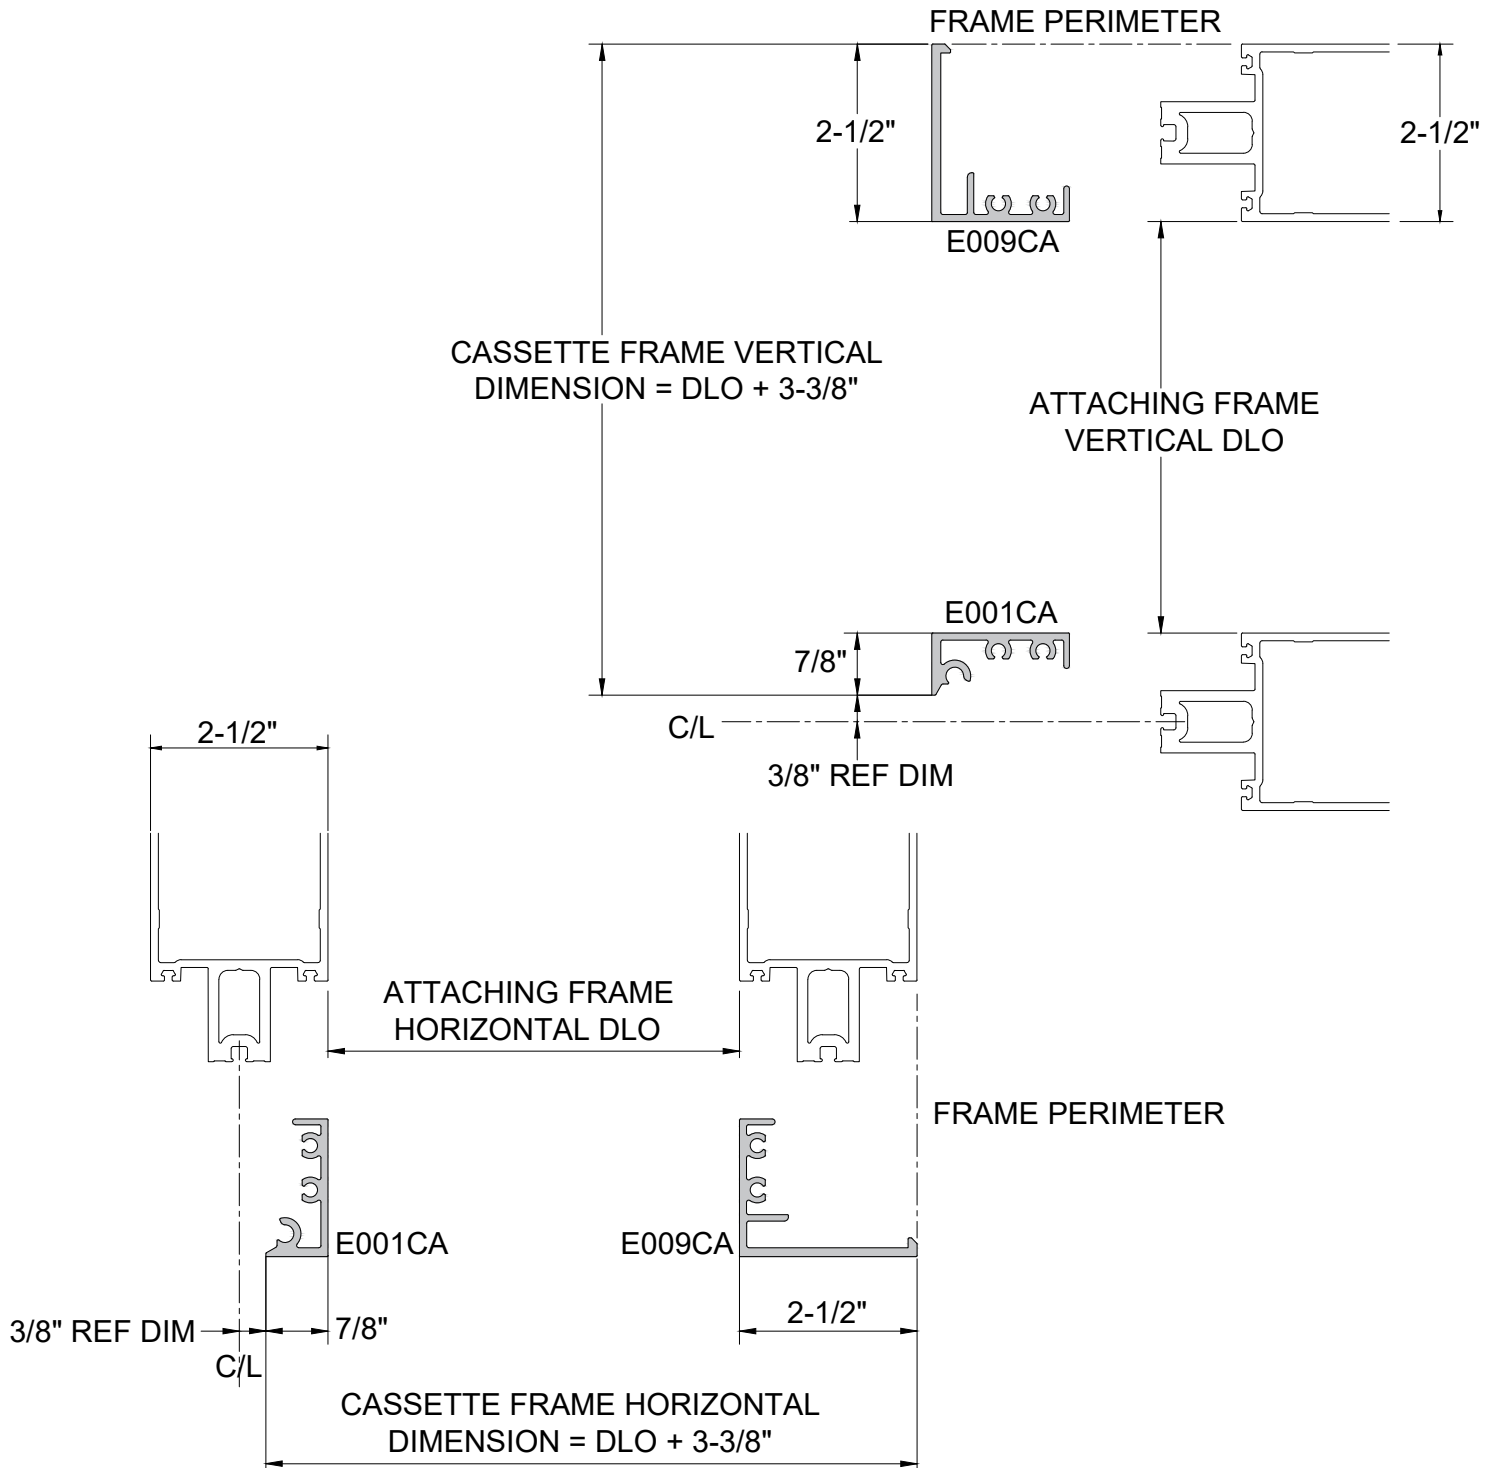 FRAME PERIMETER
2-1/2"
2-1/2"
E009CA
CASSETTE FRAME VERTICAL
DIMENSION = DLO + 3-3/8"
ATTACHING FRAME
VERTICAL DLO
E001CA
7/8"
C/L
3/8" REF DIM
2-1/2"
ATTACHING FRAME
HORIZONTAL DLO
FRAME PERIMETER
E001CA
E009CA
2-1/2"
3/8" REF DIM
7/8"
C/L
CASSETTE FRAME HORIZONTAL
DIMENSION = DLO + 3-3/8"